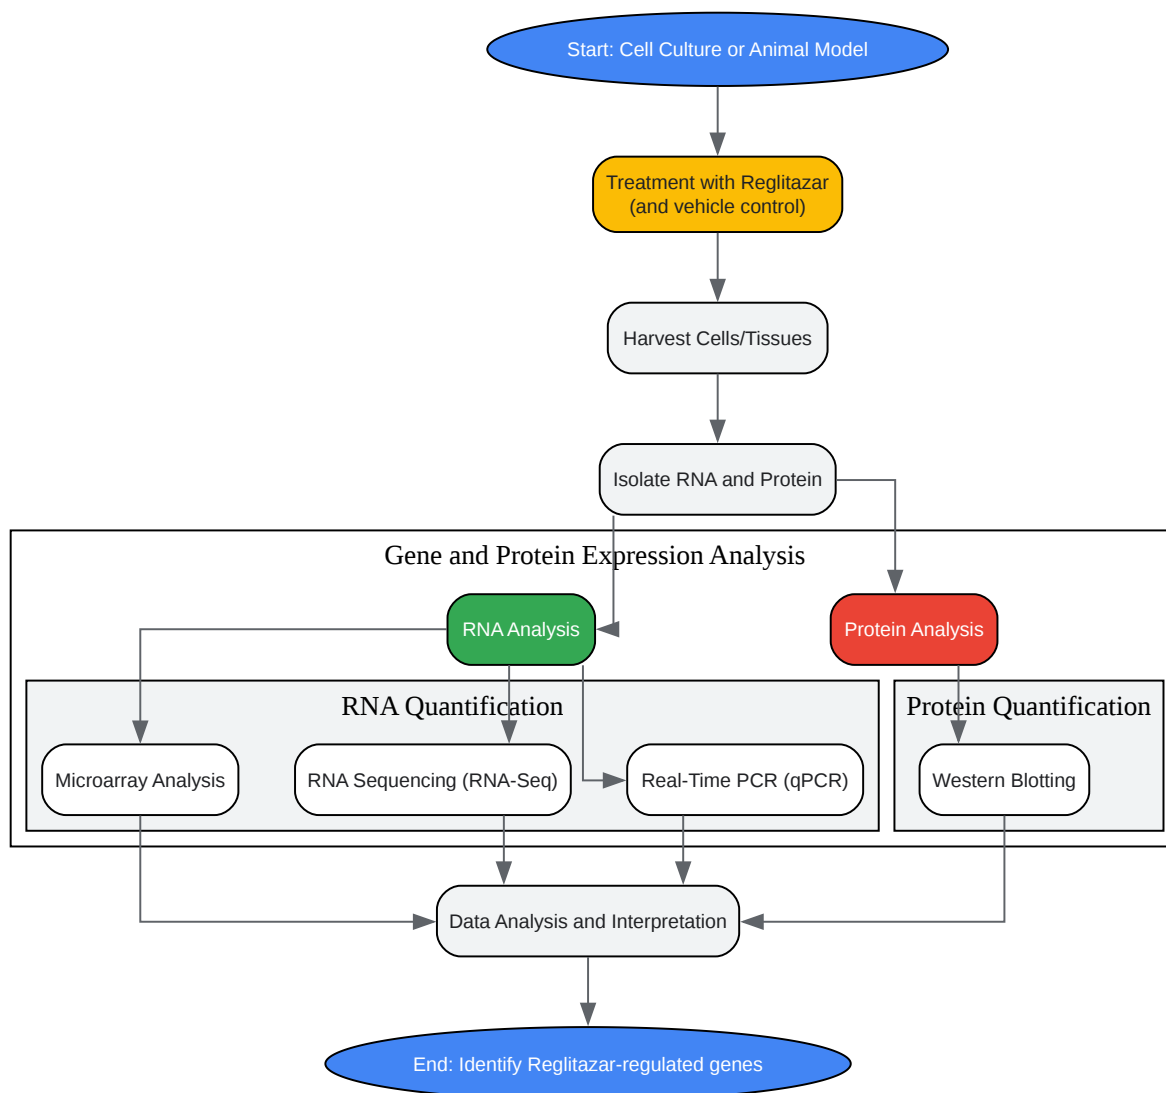 Start: Cell Culture or Animal Model
Treatment with Reglitazar
(and vehicle control)
Harvest Cells/Tissues
Isolate RNA and Protein
Gene and Protein Expression Analysis
RNA Analysis
Protein Analysis
RNA Quantification
Protein Quantification
Microarray Analysis
RNA Sequencing (RNA-Seq)
Real-Time PCR (qPCR)
Western Blotting
Data Analysis and Interpretation
End: Identify Reglitazar-regulated genes